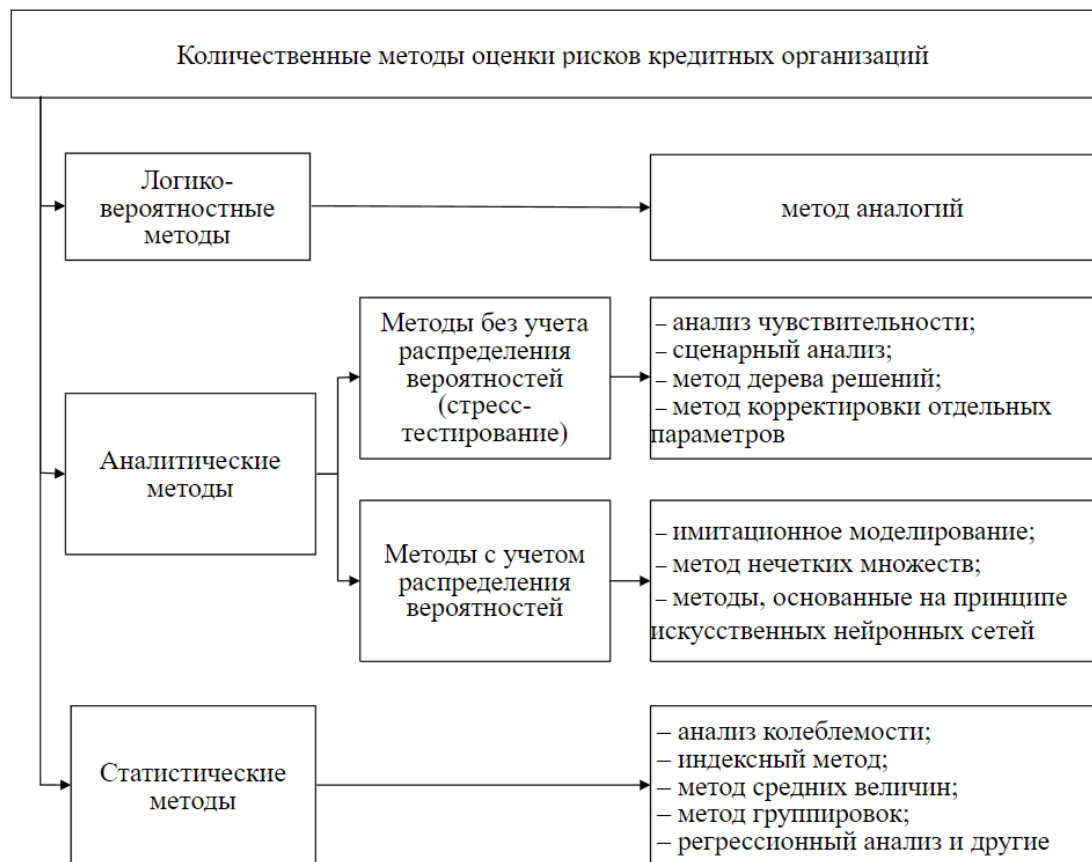 Количественные методы оценки рисков кредитных организаций
Логико-
вероятностные
методы
метод аналогий
Аналитические
методы
Методы без учета
распределения
вероятностей
(стресс-
тестирование)
– анализ чувствительности;
– сценарный анализ;
– метод дерева решений;
– метод корректировки отдельных
параметров
Методы с учетом
распределения
вероятностей
– имитационное моделирование;
– метод нечетких множеств;
– методы, основанные на принципе
искусственных нейронных сетей
Статистические
методы
– анализ колеблемости;
– индексный метод;
– метод средних величин;
– метод группировок;
– регрессионный анализ и другие